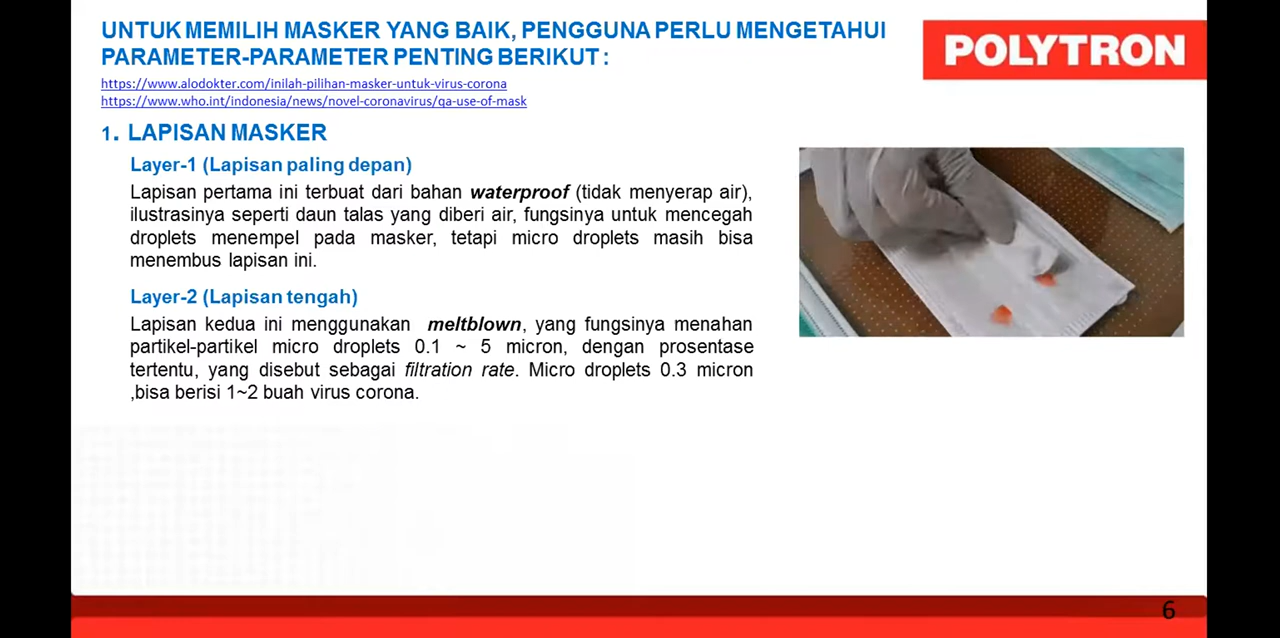 UNTUK MEMILIH MASKER YANG BAIK, PENGGUNA PERLU MENGETAHUI
PARAMETER-PARAMETER PENTING BERIKUT :
POLYTRON
https://www.alodokter.com/inilah-pilihan-masker-untuk-virus-corona
https://www.who.int/indonesia/news/novel-coronavirus/qa-use-of-mask
1. LAPISAN MASKER
Layer-1 (Lapisan paling depan)
Lapisan pertama ini terbuat dari bahan waterproof (tidak menyerap air),
ilustrasinya seperti daun talas yang diberi air, fungsinya untuk mencegah
droplets menempel pada masker, tetapi micro droplets masih bisa
menembus lapisan ini.
Layer-2 (Lapisan tengah)
Lapisan kedua ini menggunakan meltblown, yang fungsinya menahan
partikel-partikel micro droplets 0.1 ~ 5 micron, dengan prosentase
tertentu, yang disebut sebagai filtration rate. Micro droplets 0.3 micron
,bisa berisi 1~2 buah virus corona.
6